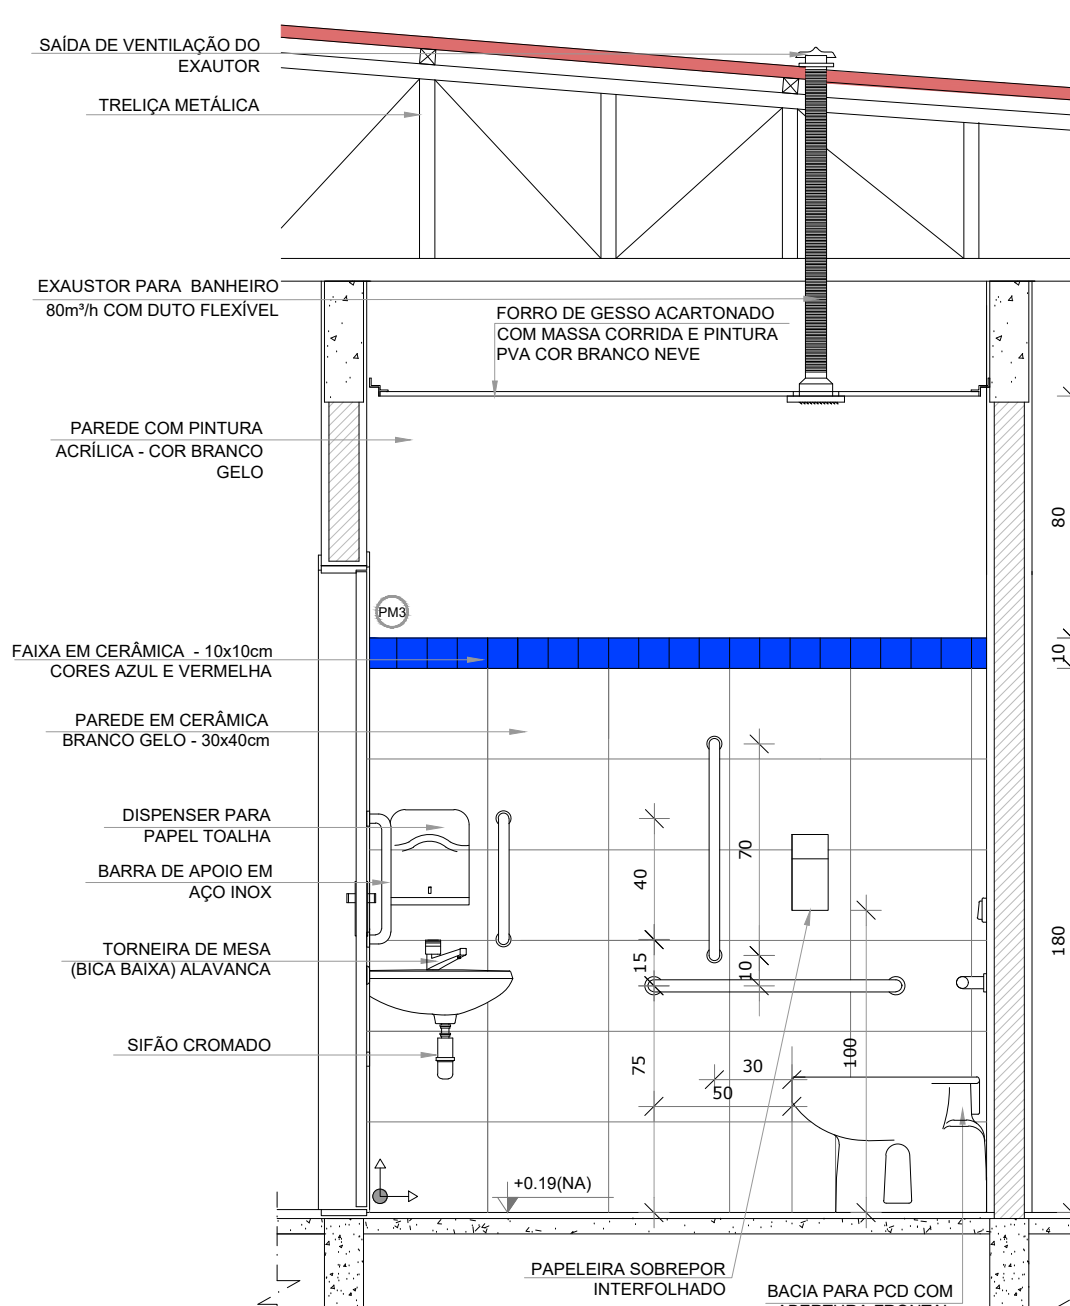 SAÍDA DE VENTILAÇÃO DO
EXAUTOR
TRELIÇA METÁLICA
EXAUSTOR PARA BANHEIRO
80m³/h COM DUTO FLEXÍVEL
FORRO DE GESSO ACARTONADO
COM MASSA CORRIDA E PINTURA
PVA COR BRANCO NEVE
PAREDE COM PINTURA
ACRÍLICA - COR BRANCO
GELO
80
PM3
FAIXA EM CERÂMICA - 10x10cm
CORES AZUL E VERMELHA
10
PAREDE EM CERÂMICA
BRANCO GELO - 30x40cm
DISPENSER PARA
PAPEL TOALHA
BARRA DE APOIO EM
AÇO INOX
70
40
TORNEIRA DE MESA
(BICA BAIXA) ALAVANCA
15
10
180
SIFÃO CROMADO
75
30
50
100
+0.19(NA)
PAPELEIRA SOBREPOR
INTERFOLHADO
BACIA PARA PCD COM
ABERTURA FRONTAL